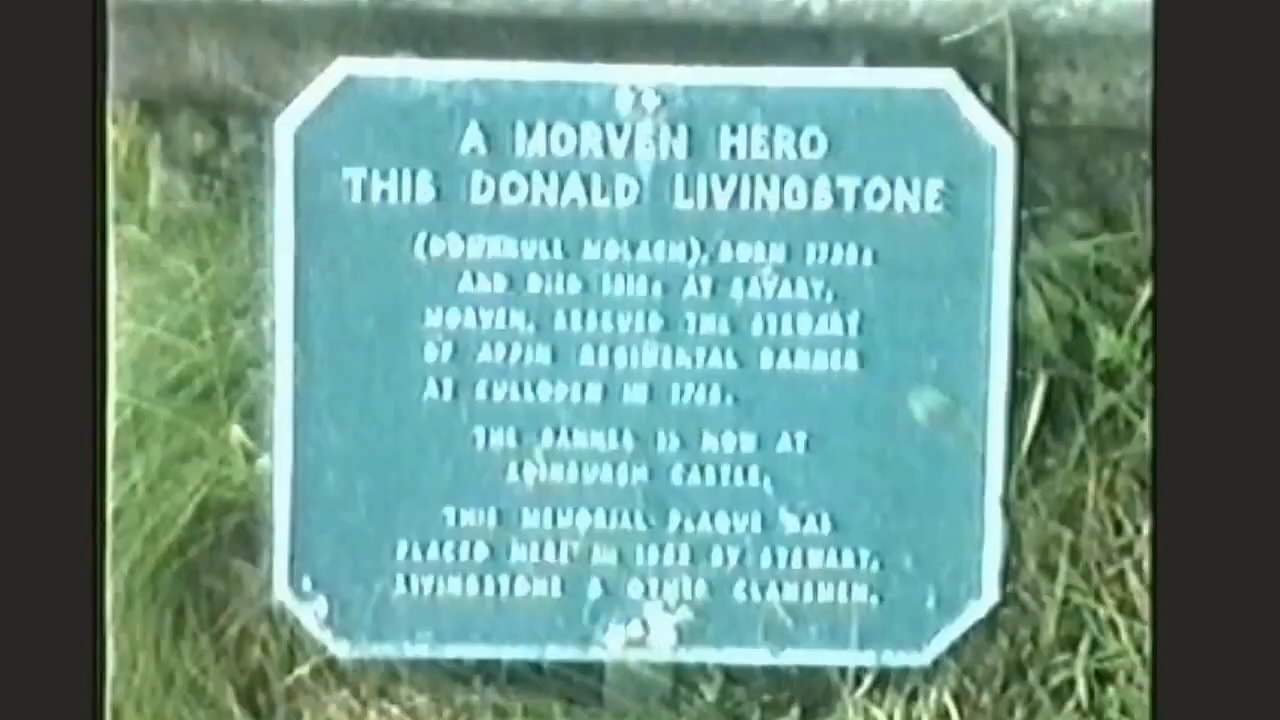 A MORVEN HERO
THIS DONALD LIVINGSTONE
MOLACH), BORN
AND DIED AT SAVARY,
MORVEN, RESCUED THE STEWART
OF APPIN REGIMENTAL BANNER
AT CULLODEN IN
THE BANNER IS NOW AT
EDINBURGH CASTLE,
THIS MEMORIAL PLAQUE WAS
PLACED HERE IN BY STEWART,
LIVINGSTONE & OTHER CLANSMEN.